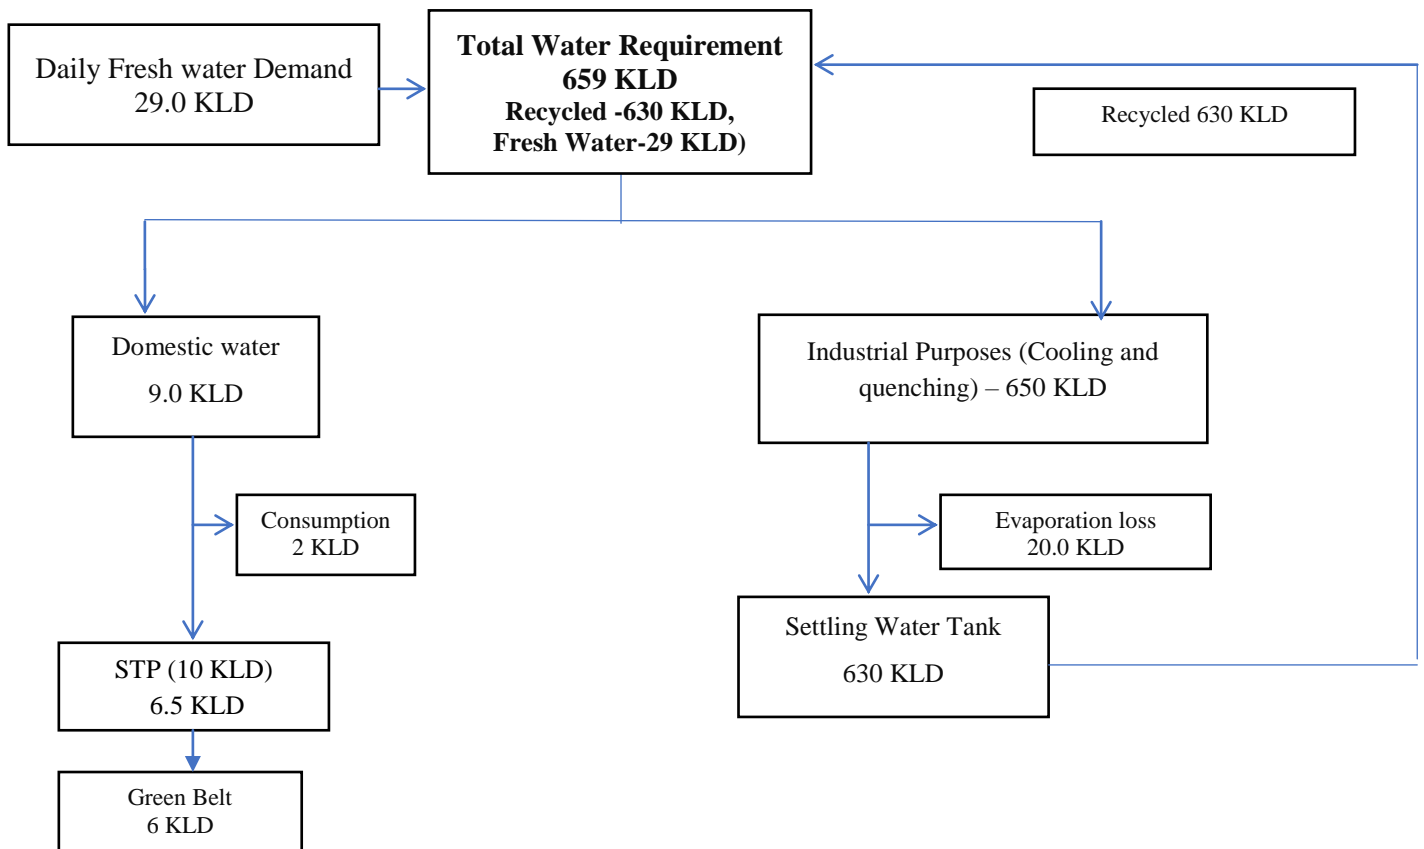 Daily Fresh water Demand
29.0 KLD
Total Water Requirement
659 KLD
Recycled -630 KLD,
Fresh Water-29 KLD)
Recycled 630 KLD
Domestic water
9.0 KLD
Industrial Purposes (Cooling and
quenching) – 650 KLD
Consumption
2 KLD
Evaporation loss
20.0 KLD
Settling Water Tank
630 KLD
STP (10 KLD)
6.5 KLD
Green Belt
6 KLD